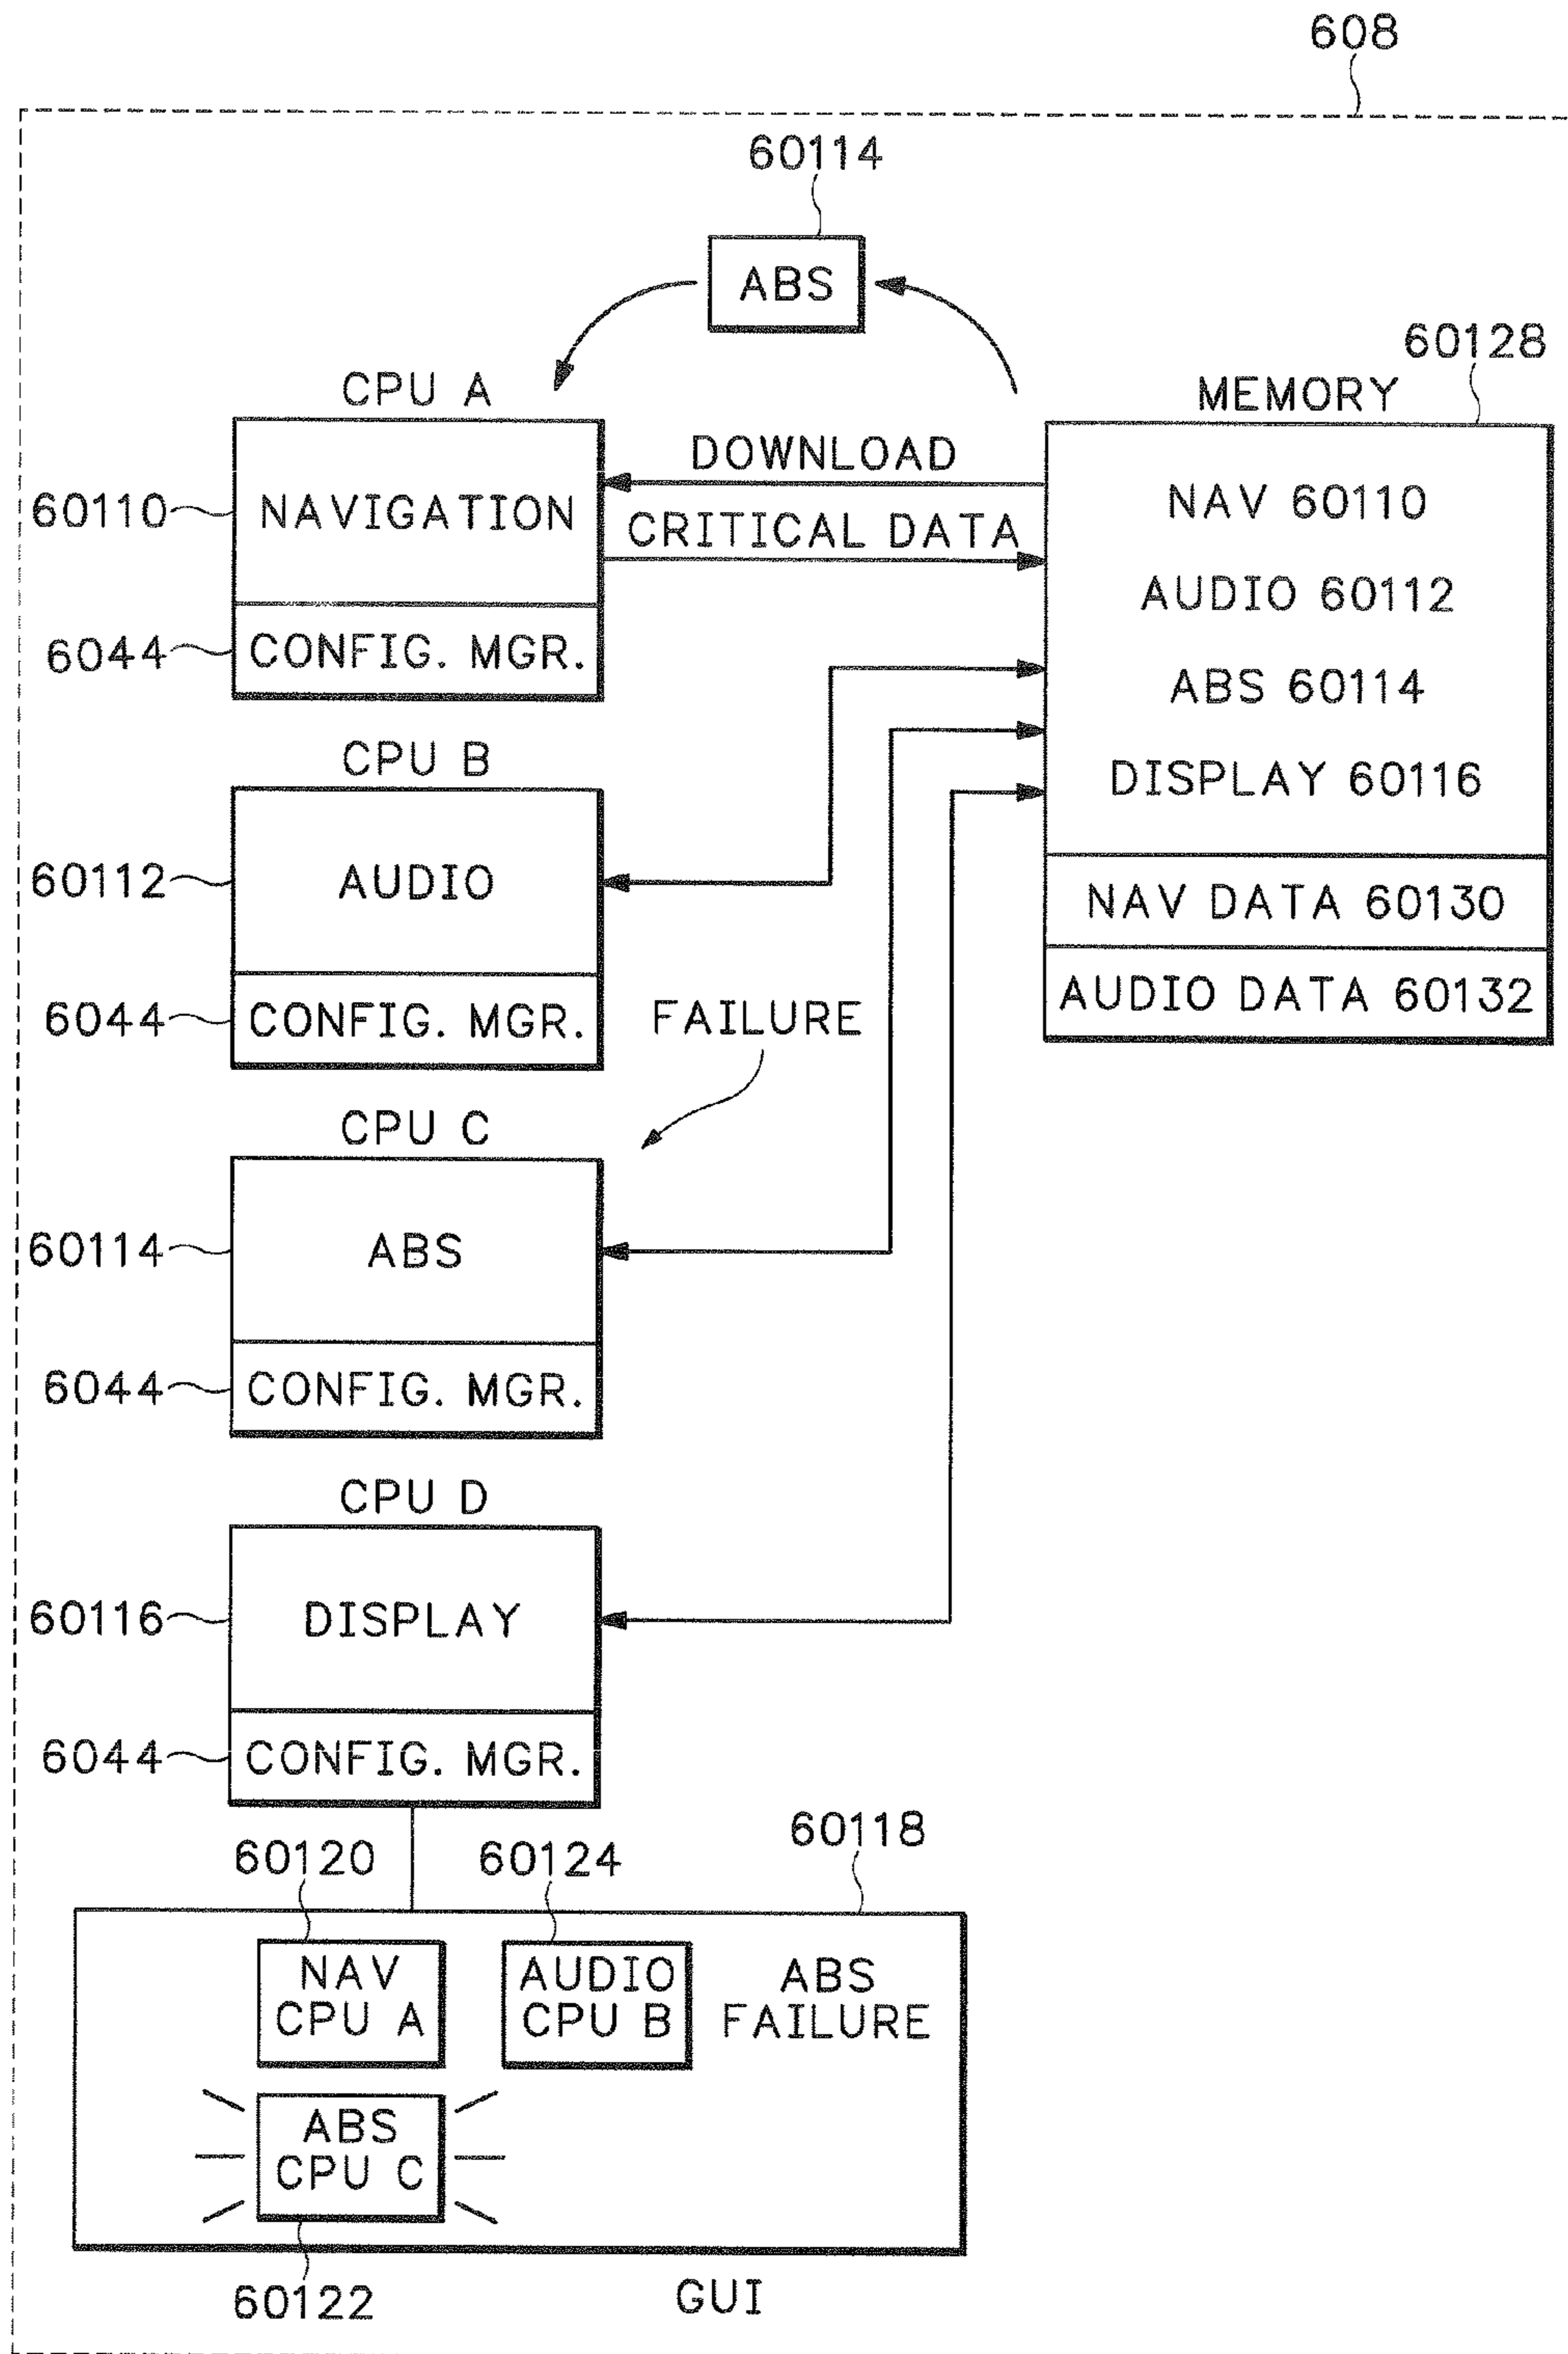 608
60114
ABS
60128
CPU A
MEMORY
DOWNLOAD
60110
NAVIGATION
CRITICAL DATA
NAV 60110
AUDIO 60112
6044
CONFIG. MGR.
ABS 60114
CPU B
DISPLAY 60116
60112
AUDIO
NAV DATA 60130
6044
CONFIG. MGR.
FAILURE
AUDIO DATA 60132
CPU C
60114
ABS
6044
CONFIG. MGR.
CPU D
60116
DISPLAY
6044
CONFIG. MGR.
60120
60124
60118
NAV
CPU A
AUDIO
CPU B
ABS
FAILURE
ABS
CPU C
60122
GUI